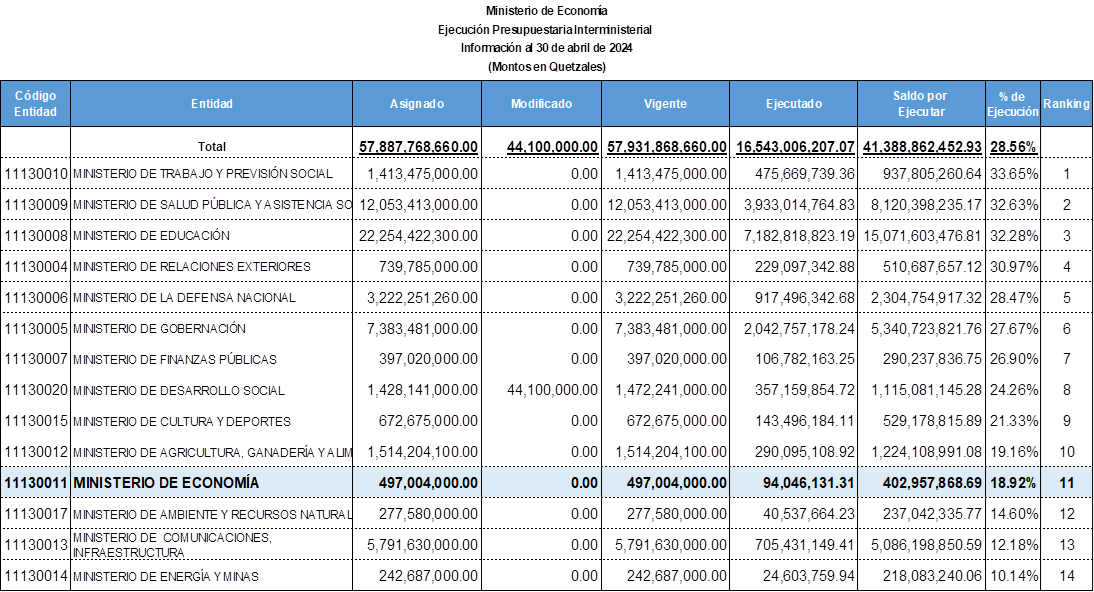 Ministerio de Economía
Ejecución Presupuestaria Interministerial
Información al 30 de abril de 2024
(Montos en Quetzales)
Código Entidad Entidad Asignado Modificado Vigente Ejecutado Saldo por Ejecutar % de Ejecución Ranking
Total 57,887,768,660.00 44,100,000.00 57,931,868,660.00 16,543,006,207.07 41,388,862,452.93 28.56%
11130010 MINISTERIO DE TRABAJO Y PREVISIÓN SOCIAL 1,413,475,000.00 0.00 1,413,475,000.00 475,669,739.36 937,805,260.64 33.65% 1
11130009 MINISTERIO DE SALUD PÚBLICA Y ASISTENCIA SO 12,053,413,000.00 0.00 12,053,413,000.00 3,933,014,764.83 8,120,398,235.17 32.63% 2
11130008 MINISTERIO DE EDUCACIÓN 22,254,422,300.00 0.00 22,254,422,300.00 7,182,818,823.19 15,071,603,476.81 32.28% 3
11130004 MINISTERIO DE RELACIONES EXTERIORES 739,785,000.00 0.00 739,785,000.00 229,097,342.88 510,687,657.12 30.97% 4
11130006 MINISTERIO DE LA DEFENSA NACIONAL 3,222,251,260.00 0.00 3,222,251,260.00 917,496,342.68 2,304,754,917.32 28.47% 5
11130005 MINISTERIO DE GOBERNACIÓN 7,383,481,000.00 0.00 7,383,481,000.00 2,042,757,178.24 5,340,723,821.76 27.67% 6
11130007 MINISTERIO DE FINANZAS PÚBLICAS 397,020,000.00 0.00 397,020,000.00 106,782,163.25 290,237,836.75 26.90% 7
11130020 MINISTERIO DE DESARROLLO SOCIAL 1,428,141,000.00 44,100,000.00 1,472,241,000.00 357,159,854.72 1,115,081,145.28 24.26% 8
11130015 MINISTERIO DE CULTURA Y DEPORTES 672,675,000.00 0.00 672,675,000.00 143,496,184.11 529,178,815.89 21.33% 9
11130012 MINISTERIO DE AGRICULTURA, GANADERÍA Y ALIM 1,514,204,100.00 0.00 1,514,204,100.00 290,095,108.92 1,224,108,991.08 19.16% 10
11130011 MINISTERIO DE ECONOMÍA 497,004,000.00 0.00 497,004,000.00 94,046,131.31 402,957,868.69 18.92% 11
11130017 MINISTERIO DE AMBIENTE Y RECURSOS NATURAL 277,580,000.00 0.00 277,580,000.00 40,537,664.23 237,042,335.77 14.60% 12
11130013 MINISTERIO DE COMUNICACIONES, INFRAESTRUCTURA 5,791,630,000.00 0.00 5,791,630,000.00 705,431,149.41 5,086,198,850.59 12.18% 13
11130014 MINISTERIO DE ENERGÍA Y MINAS 242,687,000.00 0.00 242,687,000.00 24,603,759.94 218,083,240.06 10.14% 14